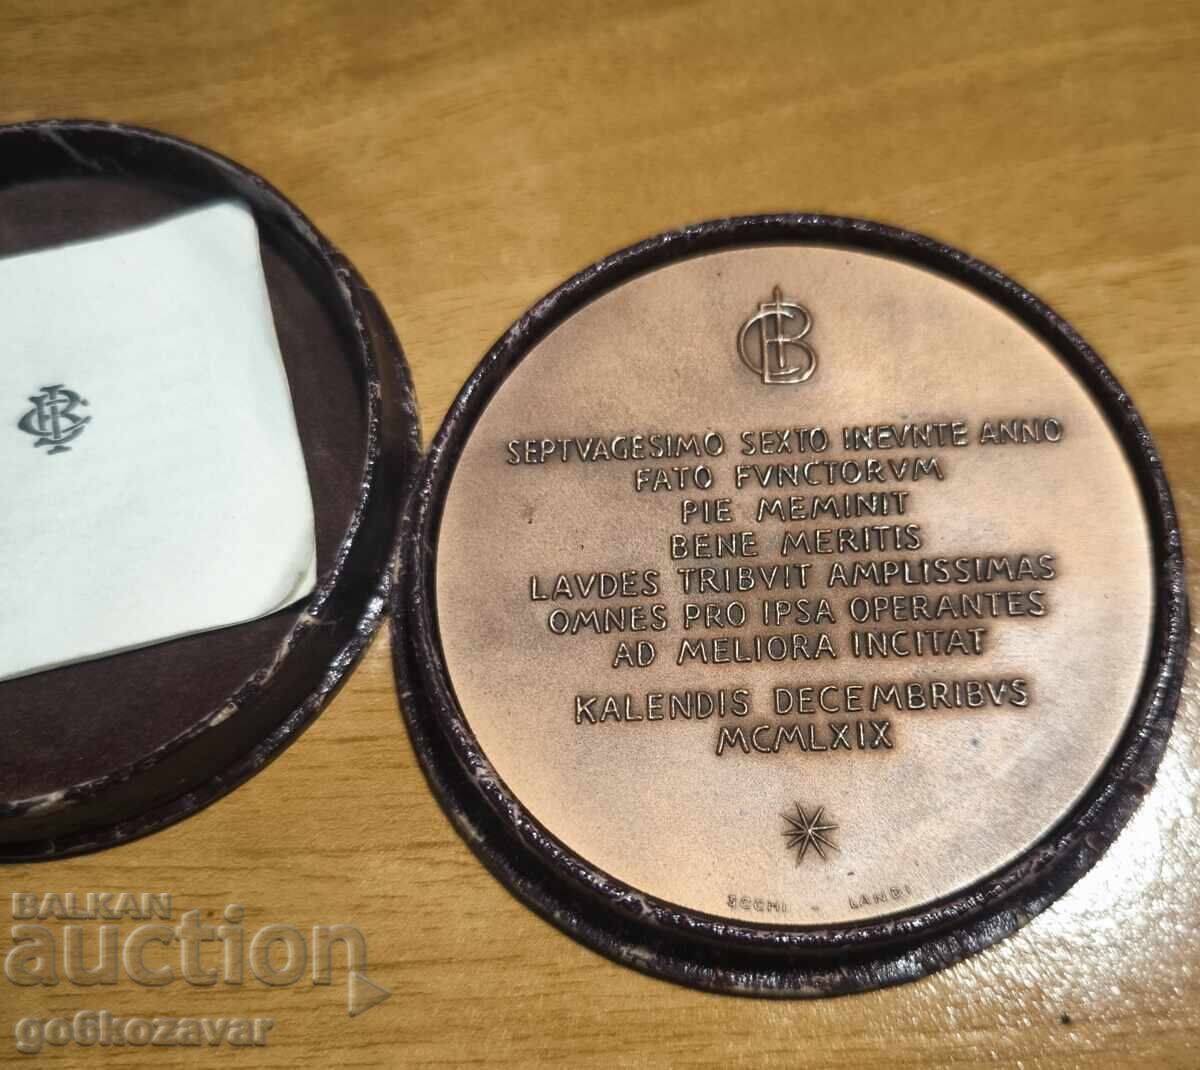 SEPTVAGESIMO SEXTO INEVNTE ANNO
FATO FVNCTORVM
PIE MEMINIT
BENE MERITIS
LAVDES TRIBVIT AMPLISSIMAS
OMNES PRO IPSA OPERANTES
AD MELIORA INCITAT
KALENDIS DECEMBRIBVS
MCMLXIX
LANDI
BALKAN
auction
go6kozavar